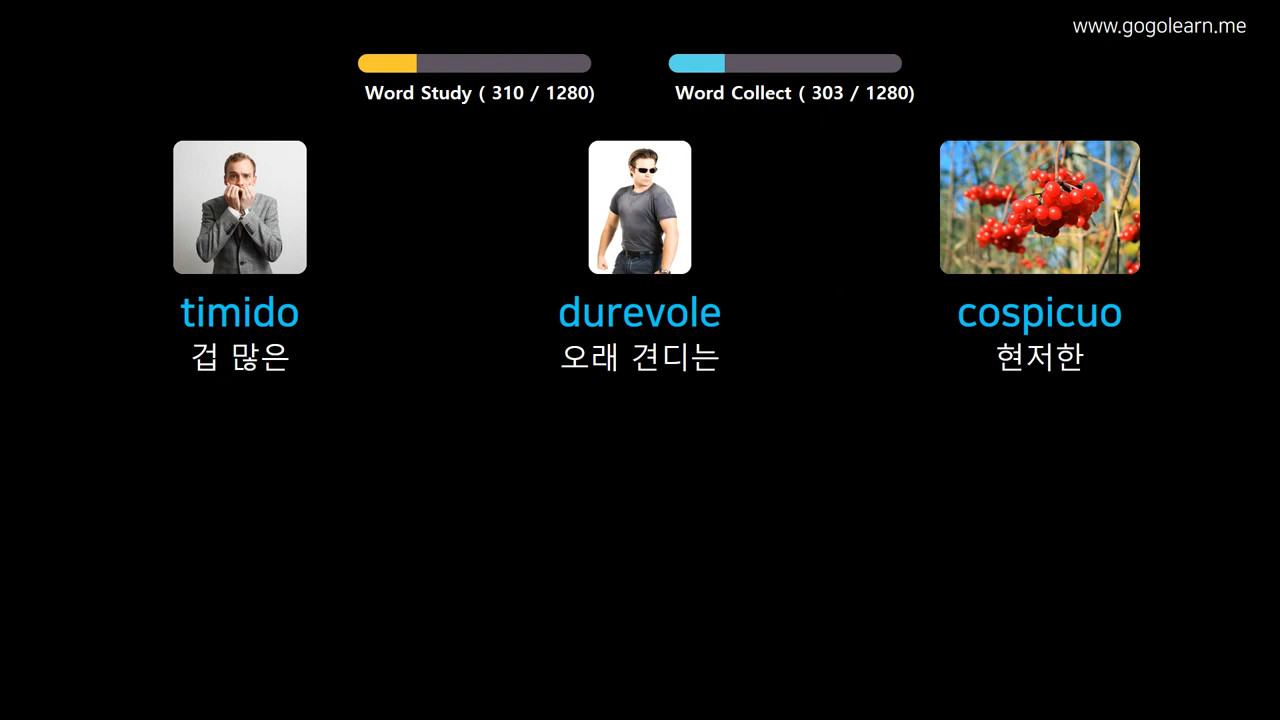 www.gogolearn.me
Word Study ( 310 / 1280)
Word Collect ( 303 / 1280)
timido
겁 많은
durevole
오래 견디는
cospicuo
현저한